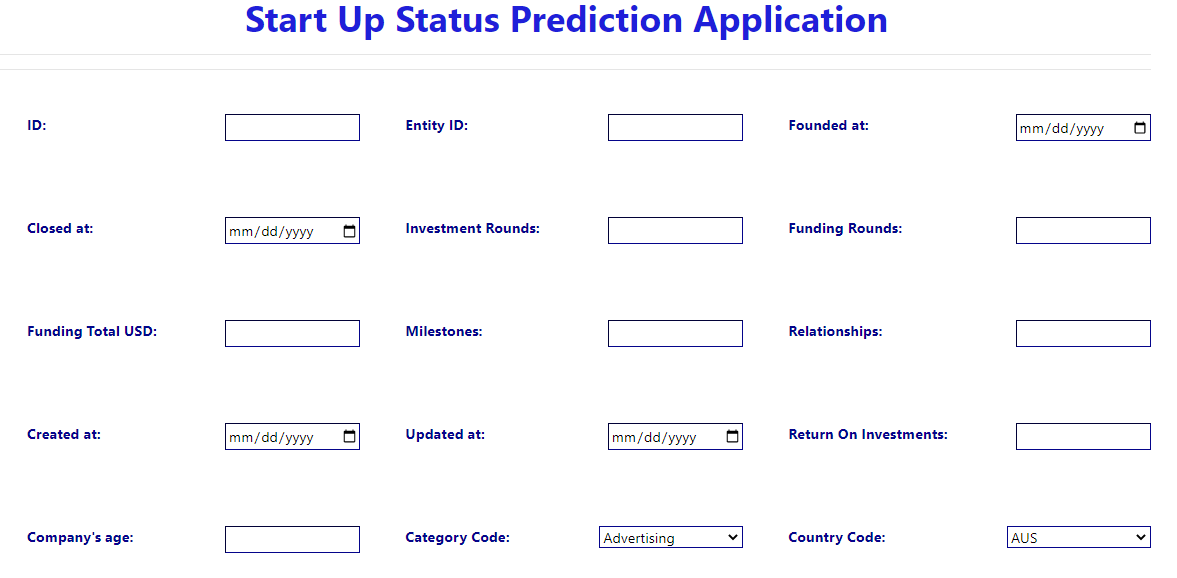 Start Up Status Prediction Application
ID: Entity ID: Founded at: mm/dd/yyyy
Closed at: mm/dd/yyyy Investment Rounds: Funding Rounds:
Funding Total USD: Milestones: Relationships:
Created at: mm/dd/yyyy Updated at: mm/dd/yyyy Return On Investments:
Company's age: Category Code: Advertising Country Code: AUS